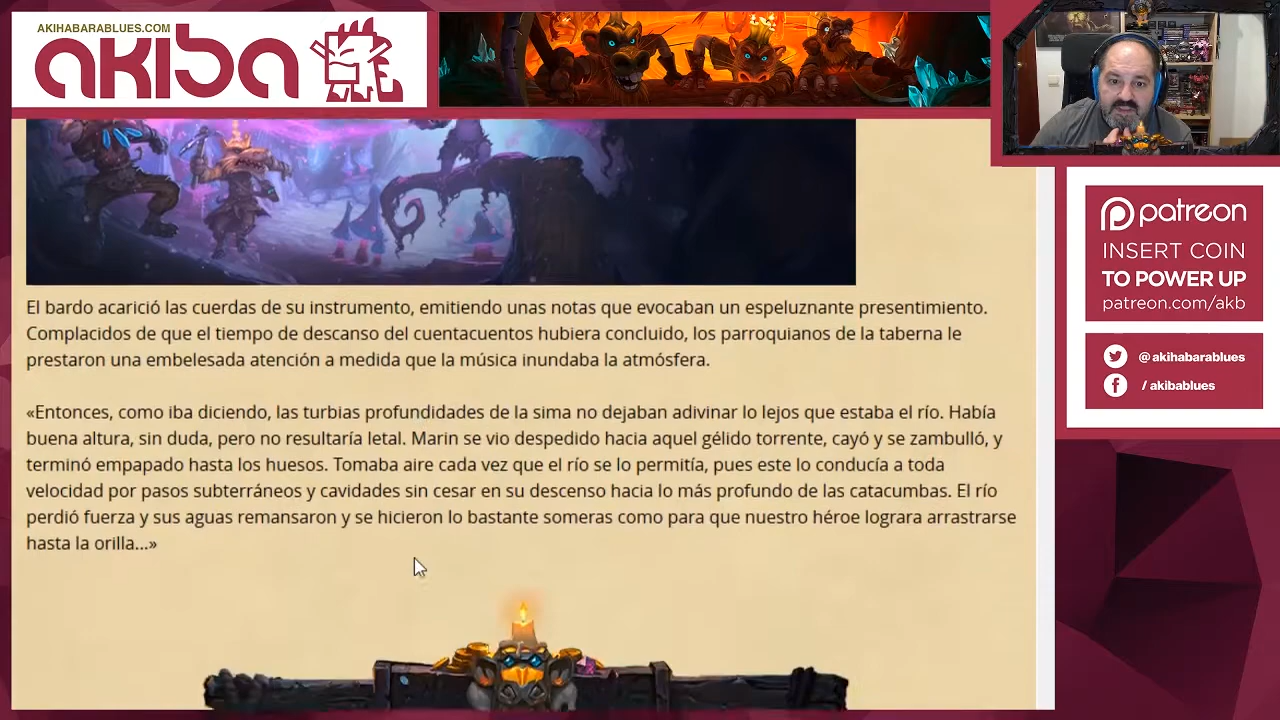 AKIHABARABLUES.COM
akiba
patreon
INSERT COIN
TO POWER UP
patreon.com/akb
@akihabarablues
/ akibablues
El bardo acarició las cuerdas de su instrumento, emitiendo unas notas que evocaban un espeluznante presentimiento.
Complacidos de que el tiempo de descanso del cuentacuentos hubiera concluido, los parroquianos de la taberna le
prestaron una embelesada atención a medida que la música inundaba la atmósfera.
«Entonces, como iba diciendo, las turbias profundidades de la sima no dejaban adivinar lo lejos que estaba el río. Había
buena altura, sin duda, pero no resultaría letal. Marin se vio despedido hacia aquel gélido torrente, cayó y se zambulló, y
terminó empapado hasta los huesos. Tomaba aire cada vez que el río se lo permitía, pues este lo conducía a toda
velocidad por pasos subterráneos y cavidades sin cesar en su descenso hacia lo más profundo de las catacumbas. El río
perdió fuerza y sus aguas remansaron y se hicieron lo bastante someras como para que nuestro héroe lograra arrastrarse
hasta la orilla...»